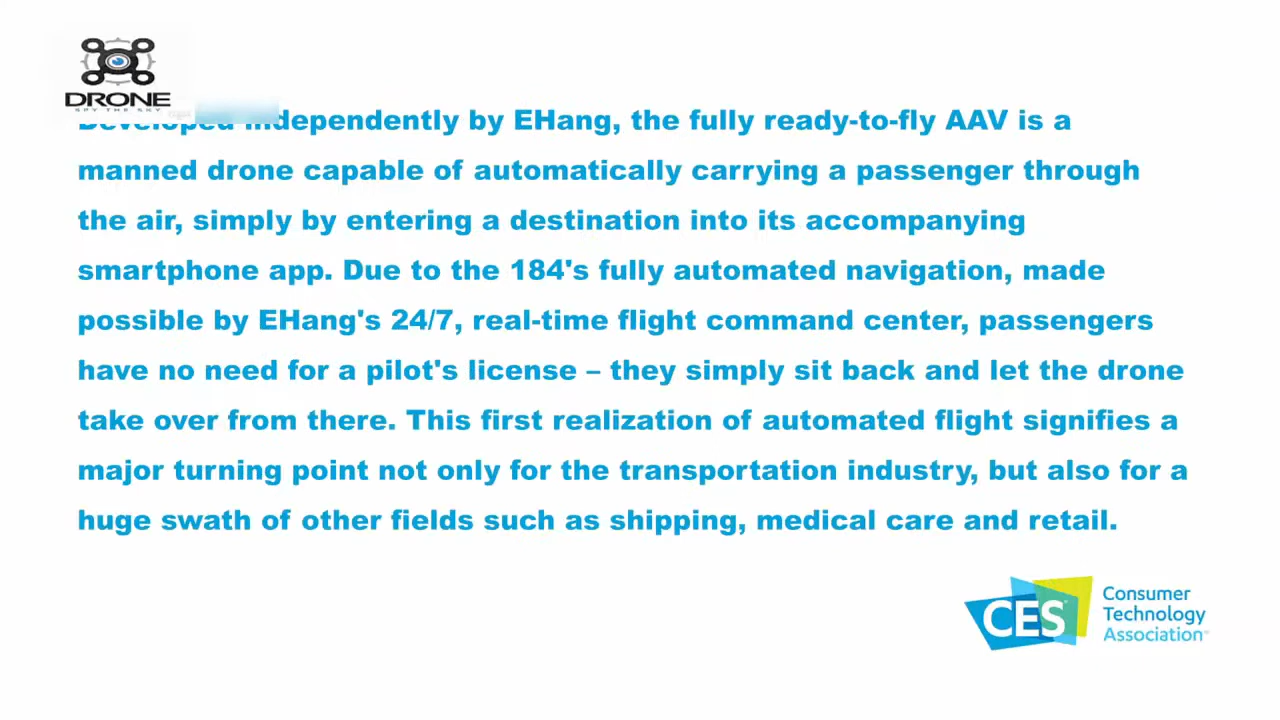 DRONE
SPY THE SKY
Developed independently by EHang, the fully ready-to-fly AAV is a
manned drone capable of automatically carrying a passenger through
the air, simply by entering a destination into its accompanying
smartphone app. Due to the 184's fully automated navigation, made
possible by EHang's 24/7, real-time flight command center, passengers
have no need for a pilot's license – they simply sit back and let the drone
take over from there. This first realization of automated flight signifies a
major turning point not only for the transportation industry, but also for a
huge swath of other fields such as shipping, medical care and retail.
CES
Consumer
Technology
Association™